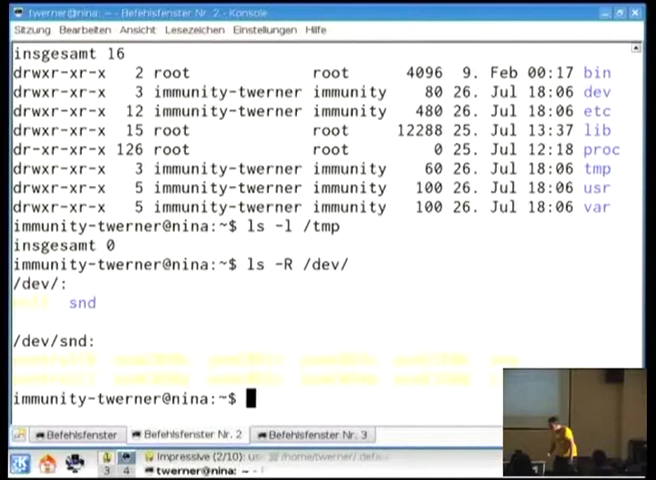 twerner@nina: ~ - Befehlsfenster Nr. 2 - Konsole
Sitzung Bearbeiten Ansicht Lesezeichen Einstellungen Hilfe
insgesamt 16
drwxr-xr-x 2 root root 4096 9. Feb 00:17 bin
drwxr-xr-x 3 immunity-twerner immunity 80 26. Jul 18:06 dev
drwxr-xr-x 12 immunity-twerner immunity 480 26. Jul 18:06 etc
drwxr-xr-x 15 root root 12288 25. Jul 13:37 lib
dr-xr-xr-x 126 root root 0 25. Jul 12:18 proc
drwxr-xr-x 3 immunity-twerner immunity 60 26. Jul 18:06 tmp
drwxr-xr-x 5 immunity-twerner immunity 100 26. Jul 18:06 usr
drwxr-xr-x 5 immunity-twerner immunity 100 26. Jul 18:06 var
immunity-twerner@nina:~$ ls -l /tmp
insgesamt 0
immunity-twerner@nina:~$ ls -R /dev/
/dev/:
snd
/dev/snd:
immunity-twerner@nina:~$
Befehlsfenster Befehlsfenster Nr. 2 Befehlsfenster Nr. 3
1 Impressive (2/10): /home/twerner/
3 4 twerner@nina: ~ -